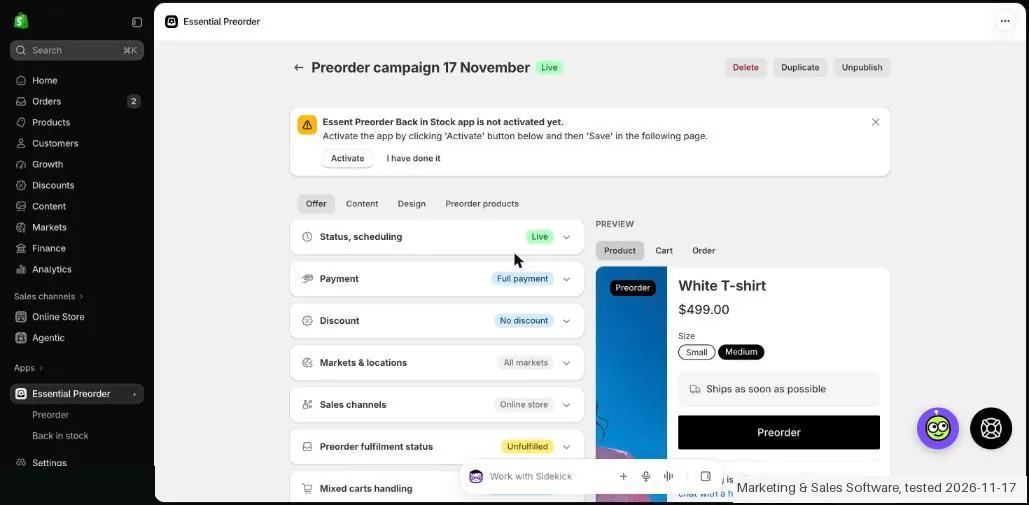 Essential Preorder
Search ⌘K
Home
Orders 2
Products
Customers
Growth
Discounts
Content
Markets
Finance
Analytics
Sales channels
Online Store
Agentic
Apps
Essential Preorder
Preorder
Back in stock
Settings
Preorder campaign 17 November Live
Delete Duplicate Unpublish
Essent Preorder Back in Stock app is not activated yet.
Activate the app by clicking 'Activate' button below and then 'Save' in the following page.
Activate I have done it
Offer Content Design Preorder products
Status, scheduling Live
Payment Full payment
Discount No discount
Markets & locations All markets
Sales channels Online store
Preorder fulfilment status Unfulfilled
Mixed carts handling
PREVIEW
Product Cart Order
Preorder
White T-shirt
$499.00
Size
Small Medium
Ships as soon as possible
Preorder
chat with a h
Work with Sidekick
Marketing & Sales Software, tested 2026-11-17